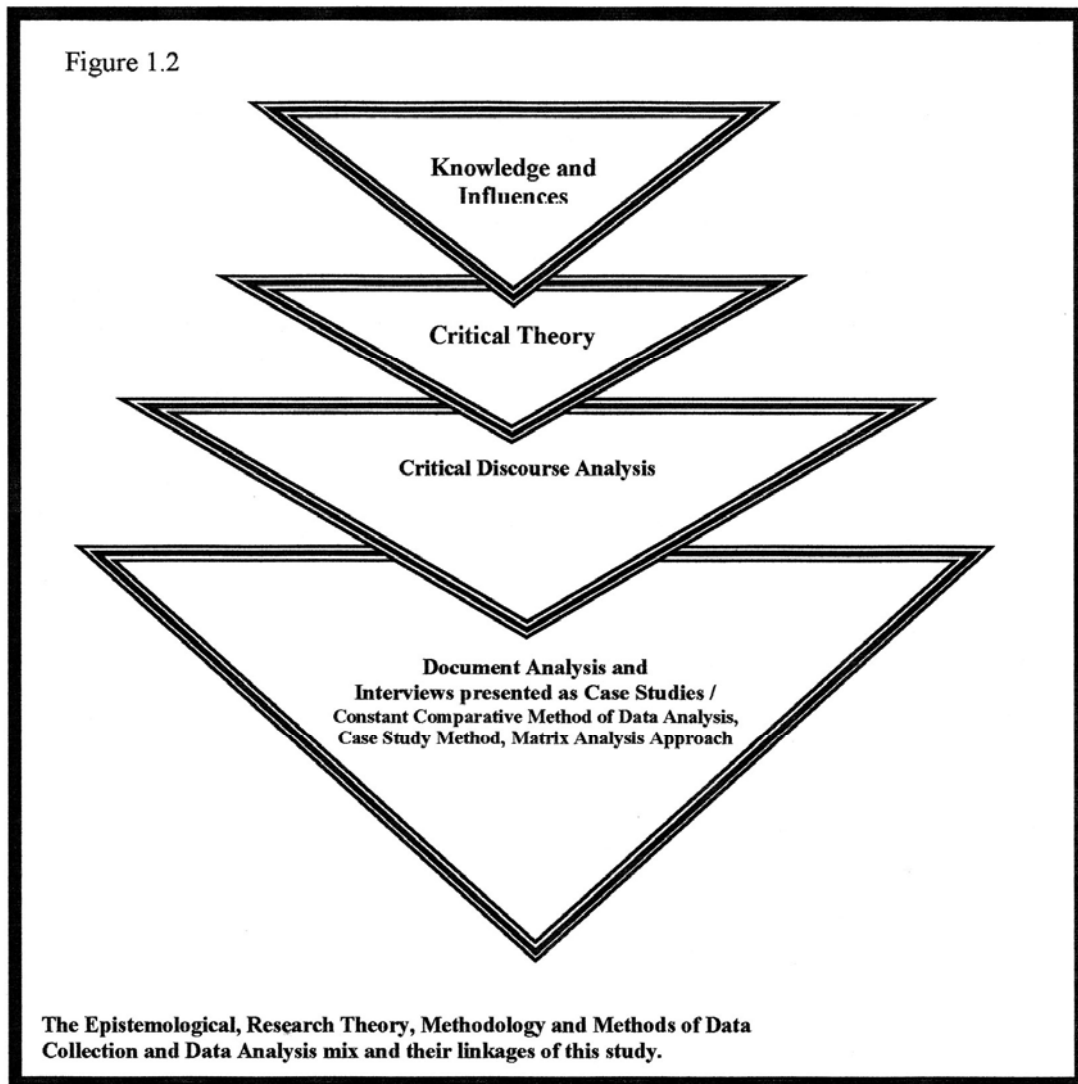 Figure 1.2
Knowledge and
Influences
Critical Theory
Critical Discourse Analysis
Document Analysis and
Interviews presented as Case Studies /
Constant Comparative Method of Data Analysis,
Case Study Method, Matrix Analysis Approach
The Epistemological, Research Theory, Methodology and Methods of Data
Collection and Data Analysis mix and their linkages of this study.